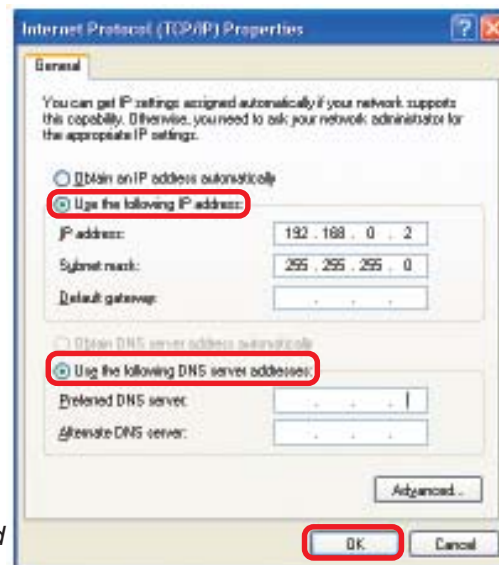 Internet Protocol (TCP/IP) Properties
General
You can get IP settings assigned automatically if your network supports
this capability. Otherwise, you need to ask your network administrator for
the appropriate IP settings.
Obtain an IP address automatically
Use the following IP address:
IP address: 192 . 168 . 0 . 2
Subnet mask: 255 . 255 . 255 . 0
Default gateway: . . .
Obtain DNS server address automatically
Use the following DNS server addresses:
Preferred DNS server: . . .
Alternate DNS server: . . .
Advanced...
OK Cancel